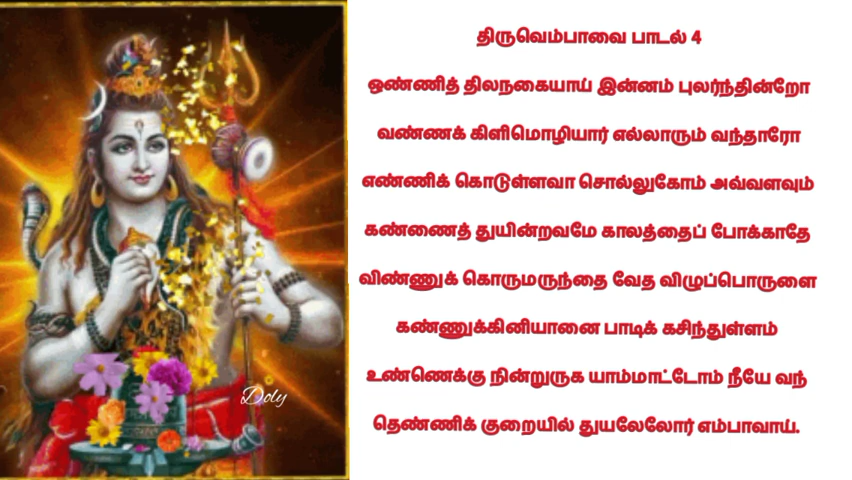 திருவெம்பாவை பாடல் 4
ஒண்ணித் திலநகையாய் இன்னம் புலர்ந்தின்றோ
வண்ணக் கிளிமொழியார் எல்லாரும் வந்தாரோ
எண்ணிக் கொடுள்ளவா சொல்லுகோம் அவ்வளவும்
கண்ணைத் துயின்றவமே காலத்தைப் போக்காதே
விண்ணுக் கொருமருந்தை வேத விழுப்பொருளை
கண்ணுக்கினியானை பாடிக் கசிந்துள்ளம்
உண்ணெக்கு நின்றுருக யாம்மாட்டோம் நீயே வந்
தெண்ணிக் குறையில் துயலேலோர் எம்பாவாய்.
Doly